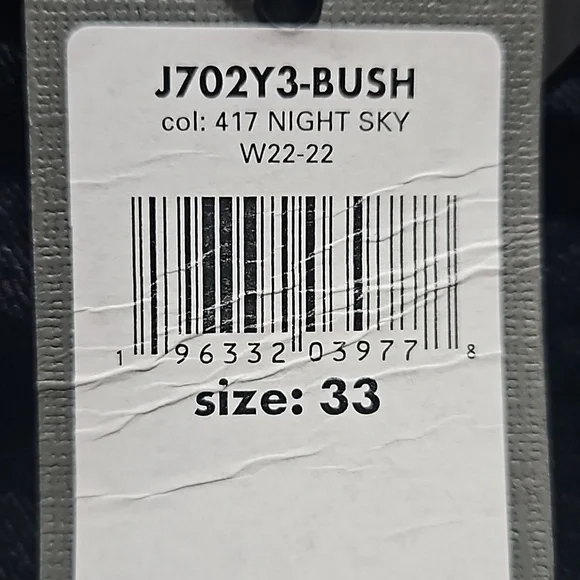 J702Y3-BUSH
col: 417 NIGHT SKY
W22-22
1 96332 03977 8
size: 33